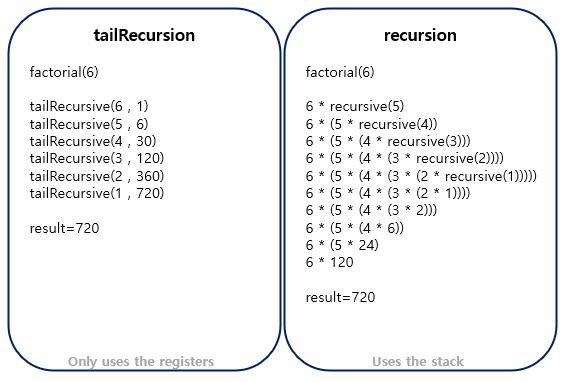 tailRecursion
factorial(6)
tailRecursive(6 , 1)
tailRecursive(5 , 6)
tailRecursive(4 , 30)
tailRecursive(3 , 120)
tailRecursive(2 , 360)
tailRecursive(1 , 720)
result=720
Only uses the registers
recursion
factorial(6)
6 * recursive(5)
6 * (5 * recursive(4))
6 * (5 * (4 * recursive(3)))
6 * (5 * (4 * (3 * recursive(2))))
6 * (5 * (4 * (3 * (2 * recursive(1)))))
6 * (5 * (4 * (3 * (2 * 1))))
6 * (5 * (4 * (3 * 2)))
6 * (5 * (4 * 6))
6 * (5 * 24)
6 * 120
result=720
Uses the stack